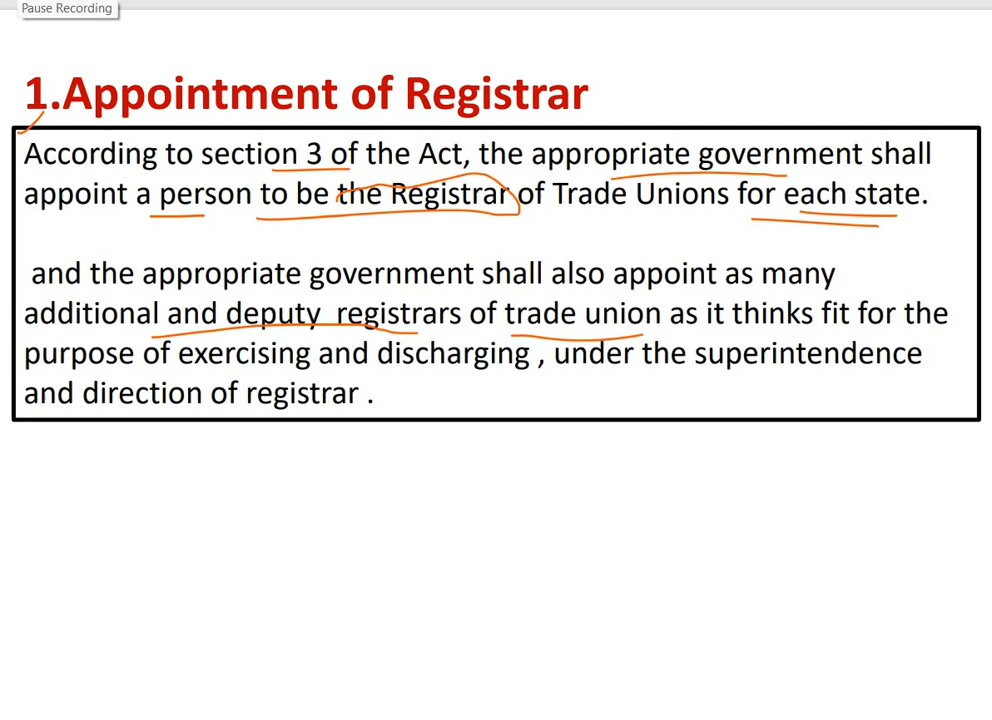 Pause Recording
1.Appointment of Registrar
According to section 3 of the Act, the appropriate government shall
appoint a person to be the Registrar of Trade Unions for each state.
and the appropriate government shall also appoint as many
additional and deputy registrars of trade union as it thinks fit for the
purpose of exercising and discharging , under the superintendence
and direction of registrar .